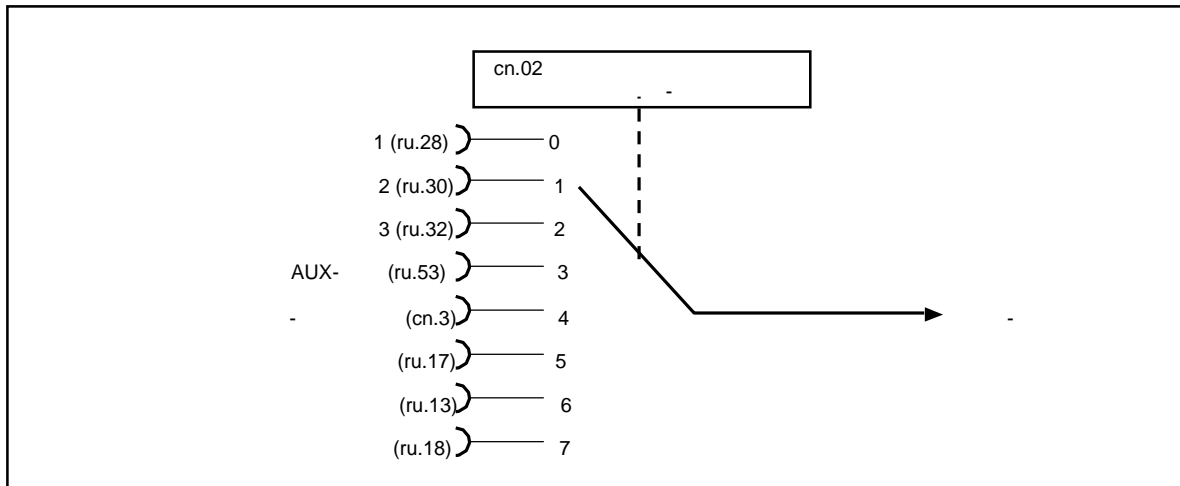 cn.02
. -
1 (ru.28) 0
2 (ru.30) 1
3 (ru.32) 2
AUX- (ru.53) 3
- (cn.3) 4 -
(ru.17) 5
(ru.13) 6
(ru.18) 7